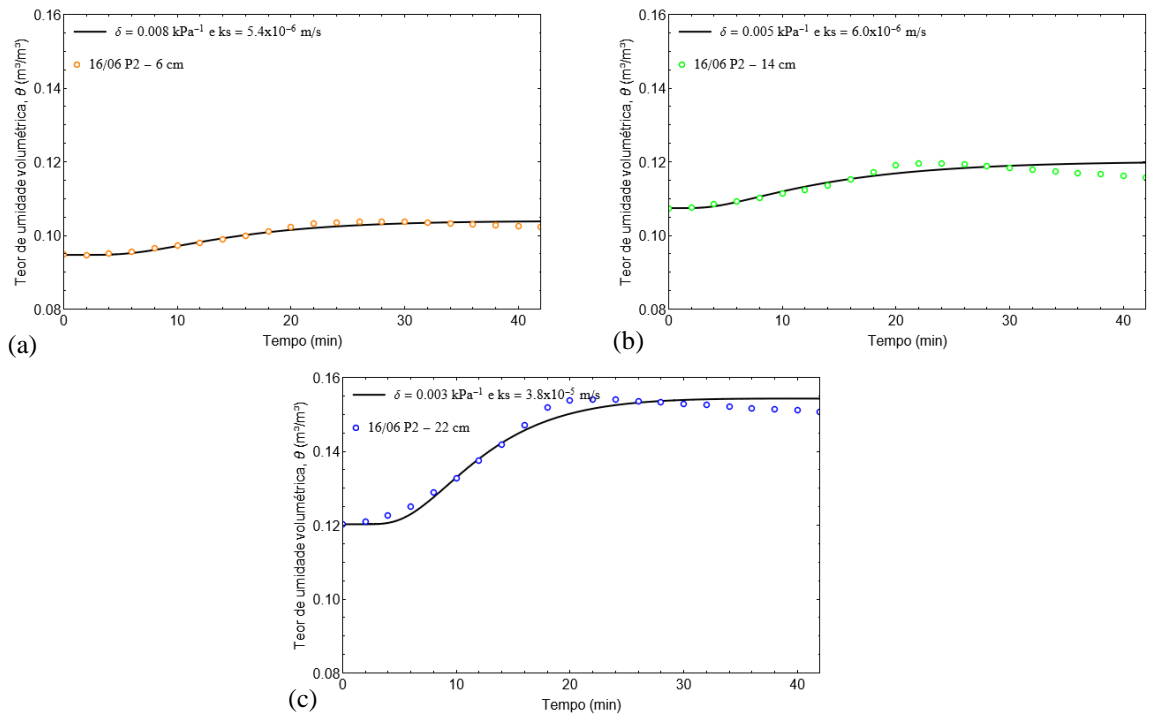 0.16
δ = 0.008 kPa⁻¹ e ks = 5.4x10⁻⁶ m/s
16/06 P2 − 6 cm
0.14
0.12
0.10
0.08
Teor de umidade volumétrica, θ (m³/m³)
0 10 20 30 40
Tempo (min)
(a)
0.16
δ = 0.005 kPa⁻¹ e ks = 6.0x10⁻⁶ m/s
16/06 P2 − 14 cm
0.14
0.12
0.10
0.08
Teor de umidade volumétrica, θ (m³/m³)
0 10 20 30 40
Tempo (min)
(b)
0.16
δ = 0.003 kPa⁻¹ e ks = 3.8x10⁻⁵ m/s
16/06 P2 − 22 cm
0.14
0.12
0.10
0.08
Teor de umidade volumétrica, θ (m³/m³)
0 10 20 30 40
Tempo (min)
(c)